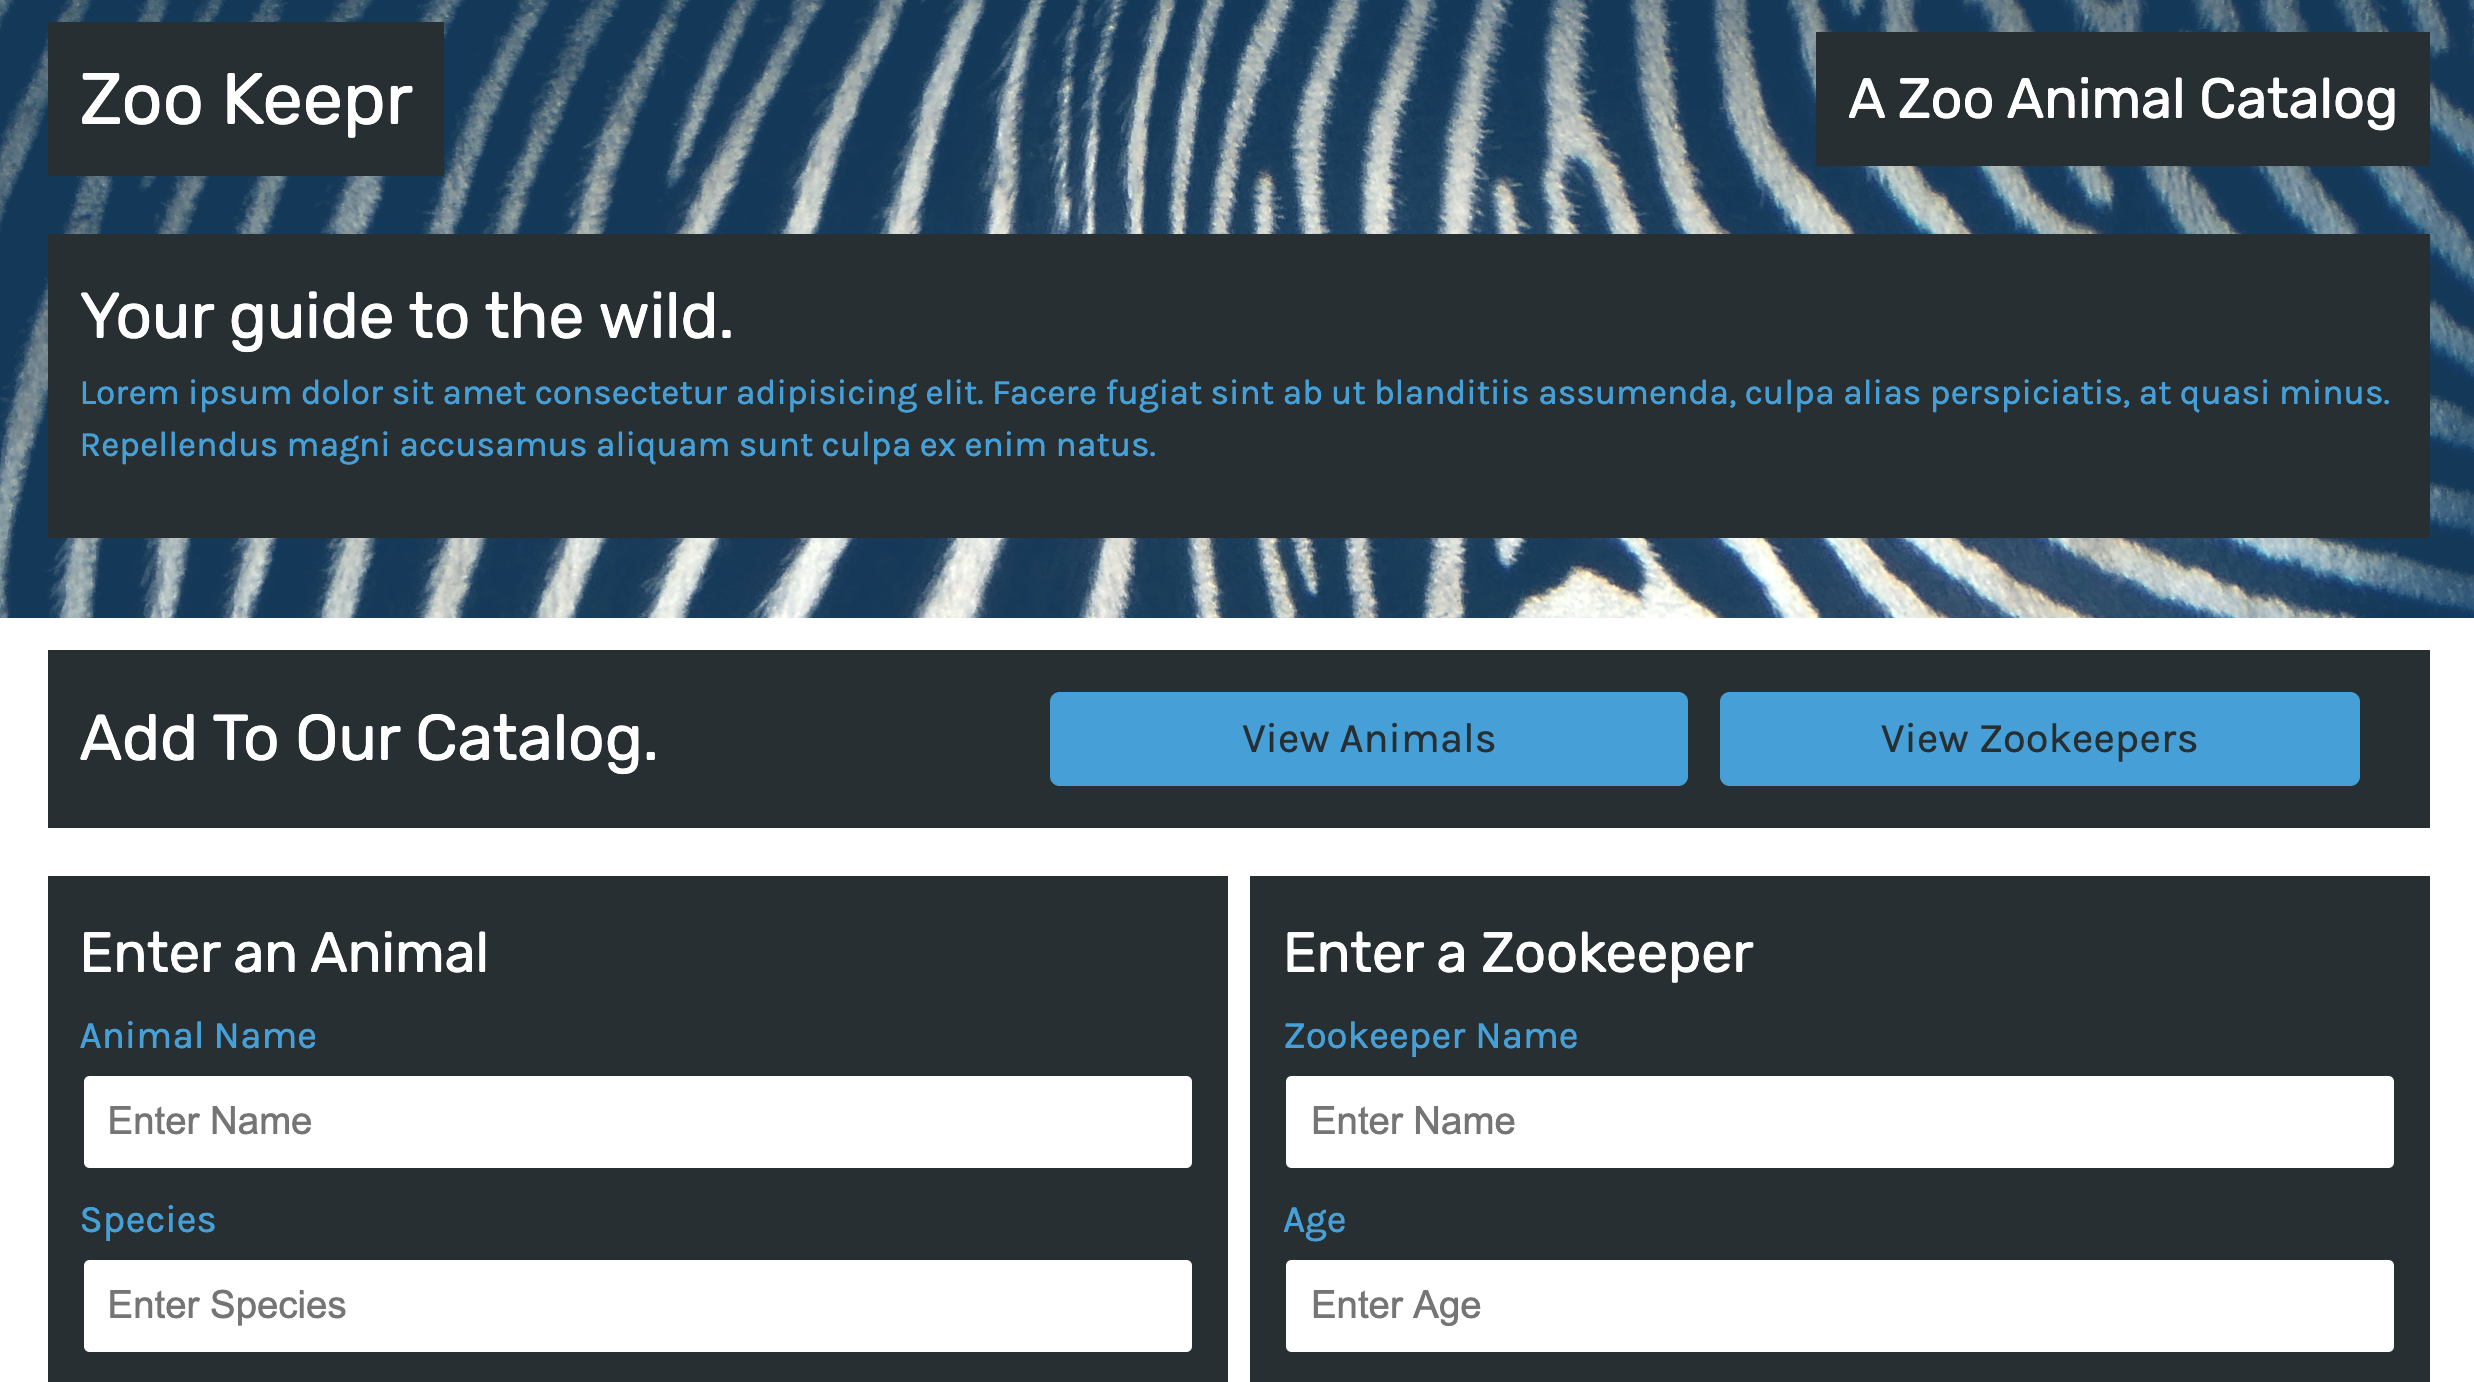 Zoo Keepr
A Zoo Animal Catalog
Your guide to the wild.
Lorem ipsum dolor sit amet consectetur adipisicing elit. Facere fugiat sint ab ut blanditiis assumenda, culpa alias perspiciatis, at quasi minus.
Repellendus magni accusamus aliquam sunt culpa ex enim natus.
Add To Our Catalog.
View Animals
View Zookeepers
Enter an Animal
Animal Name
Enter Name
Species
Enter Species
Enter a Zookeeper
Zookeeper Name
Enter Name
Age
Enter Age